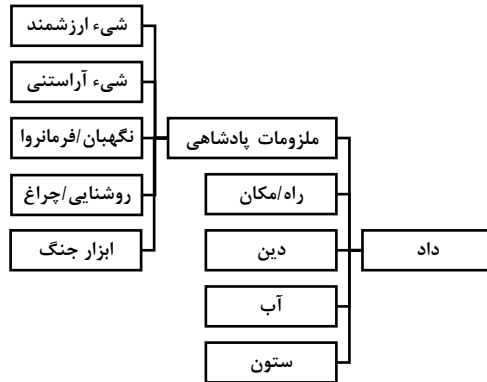 شیء ارزشمند
شیء آراستنی
نگهبان/فرمانروا
ملزومات پادشاهی
روشنایی/چراغ
راه/مکان
ابزار جنگ
دین
داد
آب
ستون